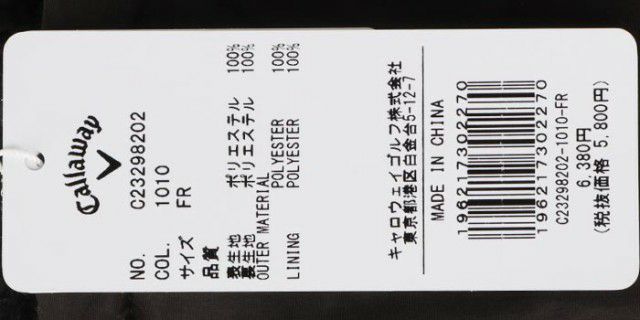 Callaway
NO. C23298202
COL. 1010
サイズ FR
品質
表生地 ポリエステル 100%
裏生地 ポリエステル 100%
OUTER MATERIAL POLYESTER 100%
LINING POLYESTER 100%
キャロウェイゴルフ株式会社
東京都港区白金台5-12-7
MADE IN CHINA
196217302270
196217302270
C23298202-1010-FR
6,380円
(税抜価格 5,800円)